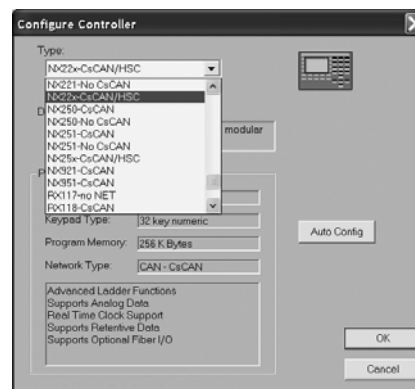 Configure Controller
Type:
NX22x-CsCAN/HSC
NX221-No CsCAN
NX22x-CsCAN/HSC
NX250-CsCAN
NX250-No CsCAN
NX251-CsCAN
NX251-No CsCAN
NX25x-CsCAN/HSC
NX921-CsCAN
NX951-CsCAN
RX117-no NET
RX118-CsCAN
D
modular
P
Keypad Type: 32 key numeric
Program Memory: 256 K Bytes
Network Type: CAN - CsCAN
Auto Config
Advanced Ladder Functions
Supports Analog Data
Real Time Clock Support
Supports Retentive Data
Supports Optional Fiber I/O
OK
Cancel